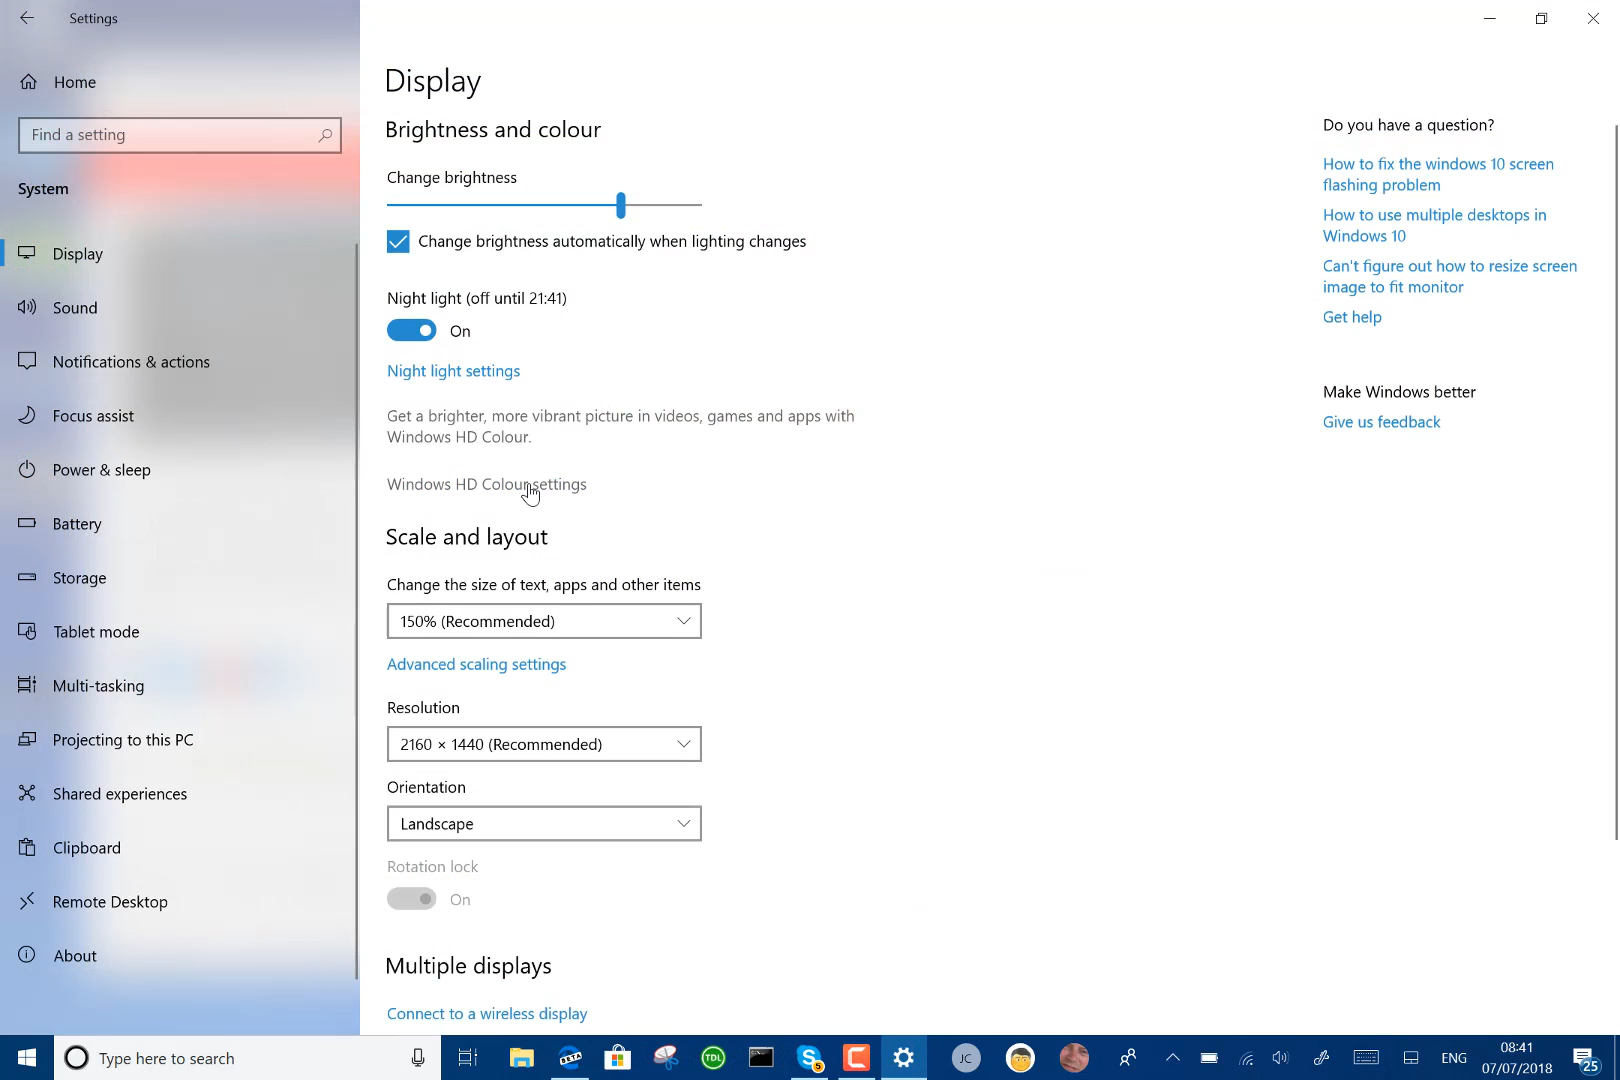 Settings
Home
Find a setting
System
Display
Sound
Notifications & actions
Focus assist
Power & sleep
Battery
Storage
Tablet mode
Multi-tasking
Projecting to this PC
Shared experiences
Clipboard
Remote Desktop
About
Display
Brightness and colour
Change brightness
Change brightness automatically when lighting changes
Night light (off until 21:41)
On
Night light settings
Get a brighter, more vibrant picture in videos, games and apps with
Windows HD Colour.
Windows HD Colour settings
Scale and layout
Change the size of text, apps and other items
150% (Recommended)
Advanced scaling settings
Resolution
2160 × 1440 (Recommended)
Orientation
Landscape
Rotation lock
On
Multiple displays
Connect to a wireless display
Do you have a question?
How to fix the windows 10 screen
flashing problem
How to use multiple desktops in
Windows 10
Can't figure out how to resize screen
image to fit monitor
Get help
Make Windows better
Give us feedback
Type here to search
BETA
TDL
5
JC
ENG
08:41
07/07/2018
25